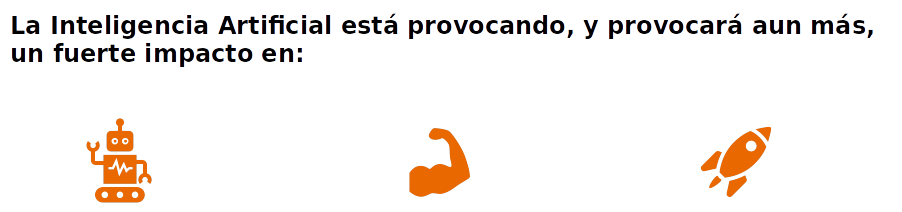 La Inteligencia Artificial está provocando, y provocará aun más,
un fuerte impacto en: